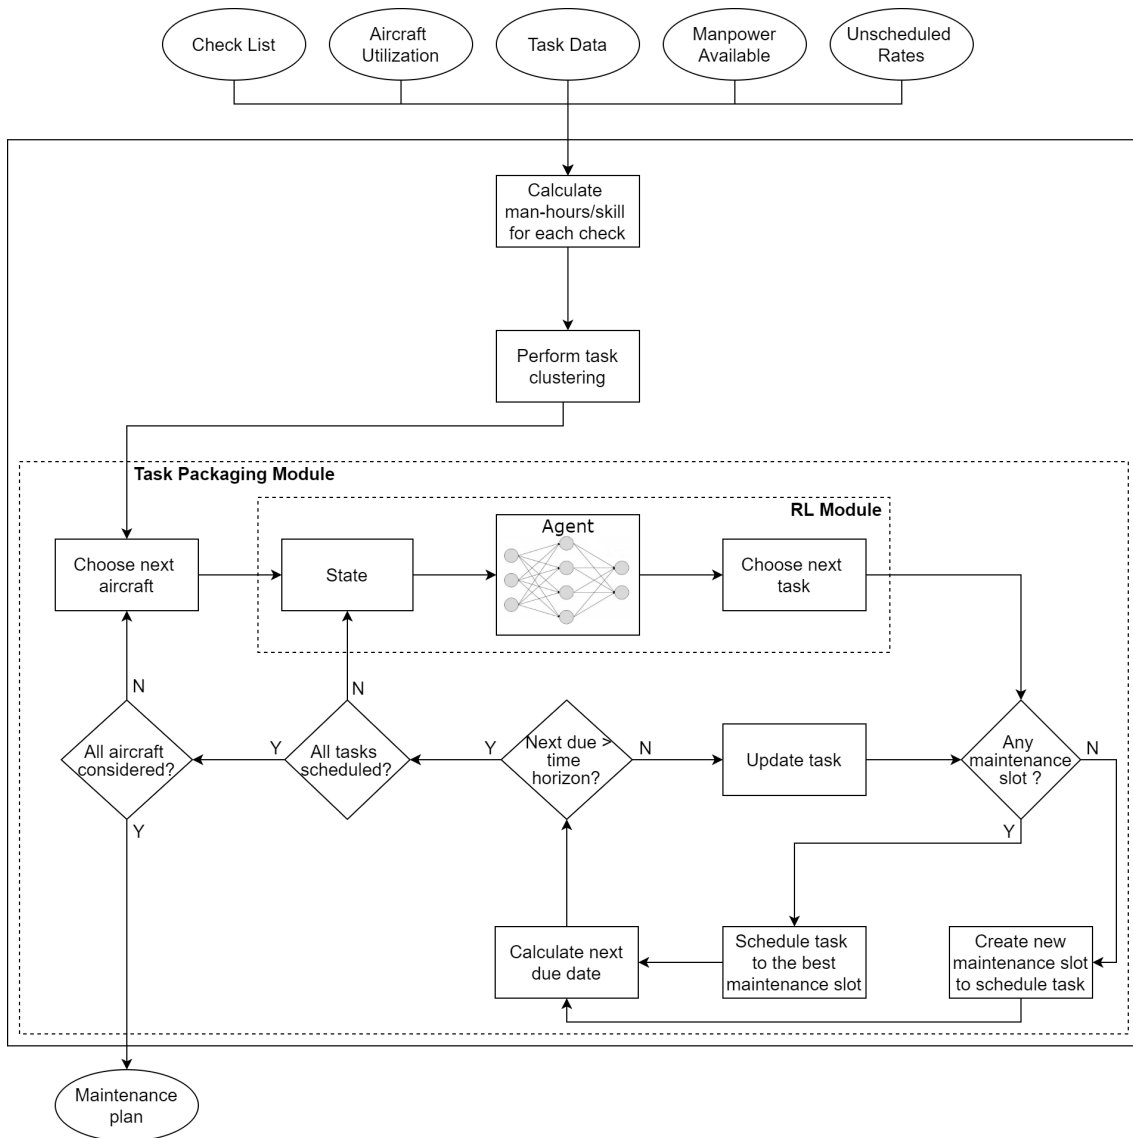 Check List
Aircraft
Utilization
Task Data
Manpower
Available
Unscheduled
Rates
Calculate
man-hours/skill
for each check
Perform task
clustering
Task Packaging Module
RL Module
Choose next
aircraft
State
Agent
Choose next
task
N
N
All aircraft
considered?
Y
All tasks
scheduled?
Y
Next due >
time
horizon?
N
Update task
Any
maintenance
slot ?
N
Y
Y
Calculate next
due date
Schedule task
to the best
maintenance slot
Create new
maintenance slot
to schedule task
Maintenance
plan